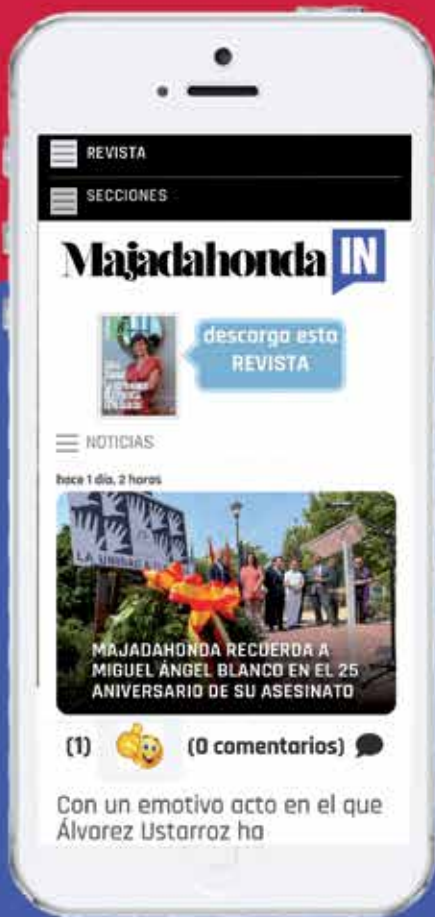 REVISTA
SECCIONES
Majadahonda IN
descarga esta
REVISTA
NOTICIAS
hace 1 día, 2 horas
LA UNIDAD
MAJADAHONDA RECUERDA A
MIGUEL ÁNGEL BLANCO EN EL 25
ANIVERSARIO DE SU ASESINATO
(1)
(0 comentarios)
Con un emotivo acto en el que
Álvarez Ustarroz ha